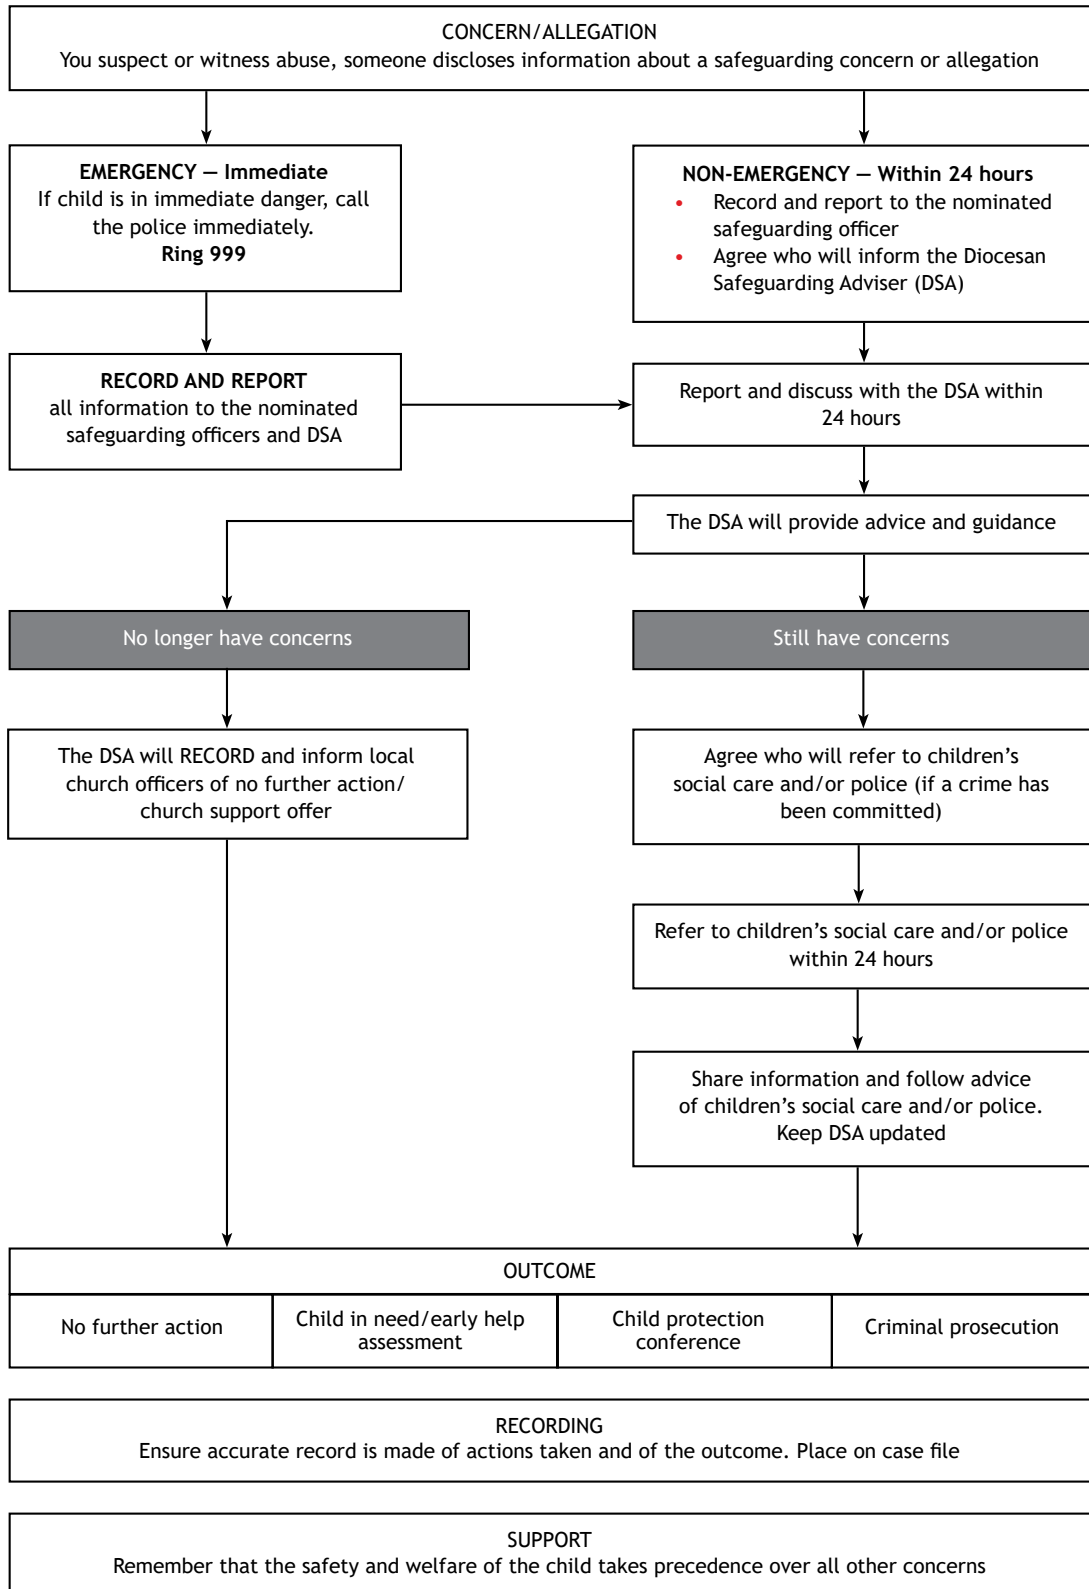 CONCERN/ALLEGATION
You suspect or witness abuse, someone discloses information about a safeguarding concern or allegation
EMERGENCY — Immediate
If child is in immediate danger, call
the police immediately.
Ring 999
NON-EMERGENCY — Within 24 hours
• Record and report to the nominated
safeguarding officer
• Agree who will inform the Diocesan
Safeguarding Adviser (DSA)
RECORD AND REPORT
all information to the nominated
safeguarding officers and DSA
Report and discuss with the DSA within
24 hours
The DSA will provide advice and guidance
No longer have concerns
Still have concerns
The DSA will RECORD and inform local
church officers of no further action/
church support offer
Agree who will refer to children’s
social care and/or police (if a crime has
been committed)
Refer to children’s social care and/or police
within 24 hours
Share information and follow advice
of children’s social care and/or police.
Keep DSA updated
OUTCOME
No further action
Child in need/early help
assessment
Child protection
conference
Criminal prosecution
RECORDING
Ensure accurate record is made of actions taken and of the outcome. Place on case file
SUPPORT
Remember that the safety and welfare of the child takes precedence over all other concerns